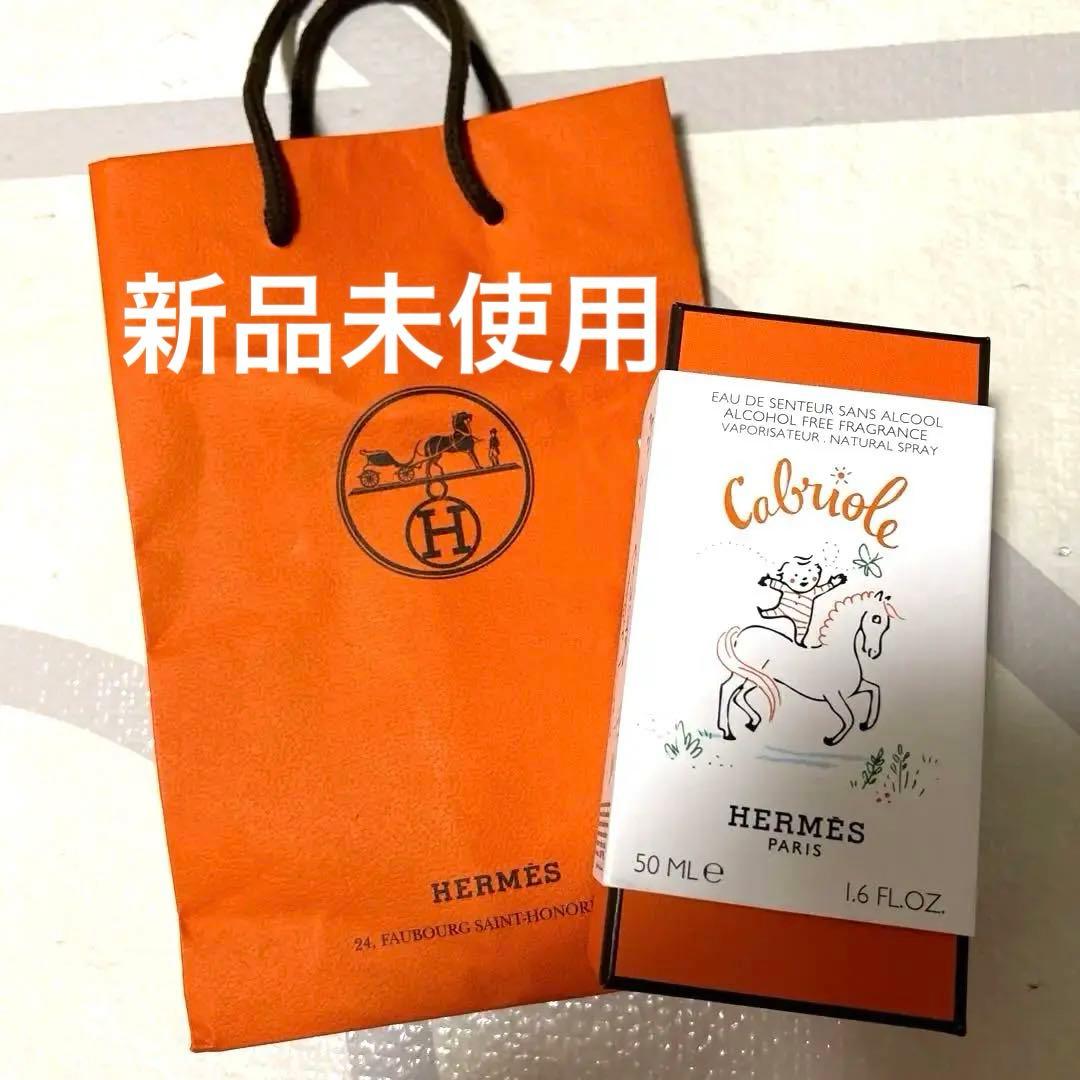 新品未使用
H
HERMÈS
24, FAUBOURG SAINT-HONOR
EAU DE SENTEUR SANS ALCOOL
ALCOHOL FREE FRAGRANCE
VAPORISATEUR . NATURAL SPRAY
Cabriole
HERMÈS
PARIS
50 ML e
1.6 FL.OZ.